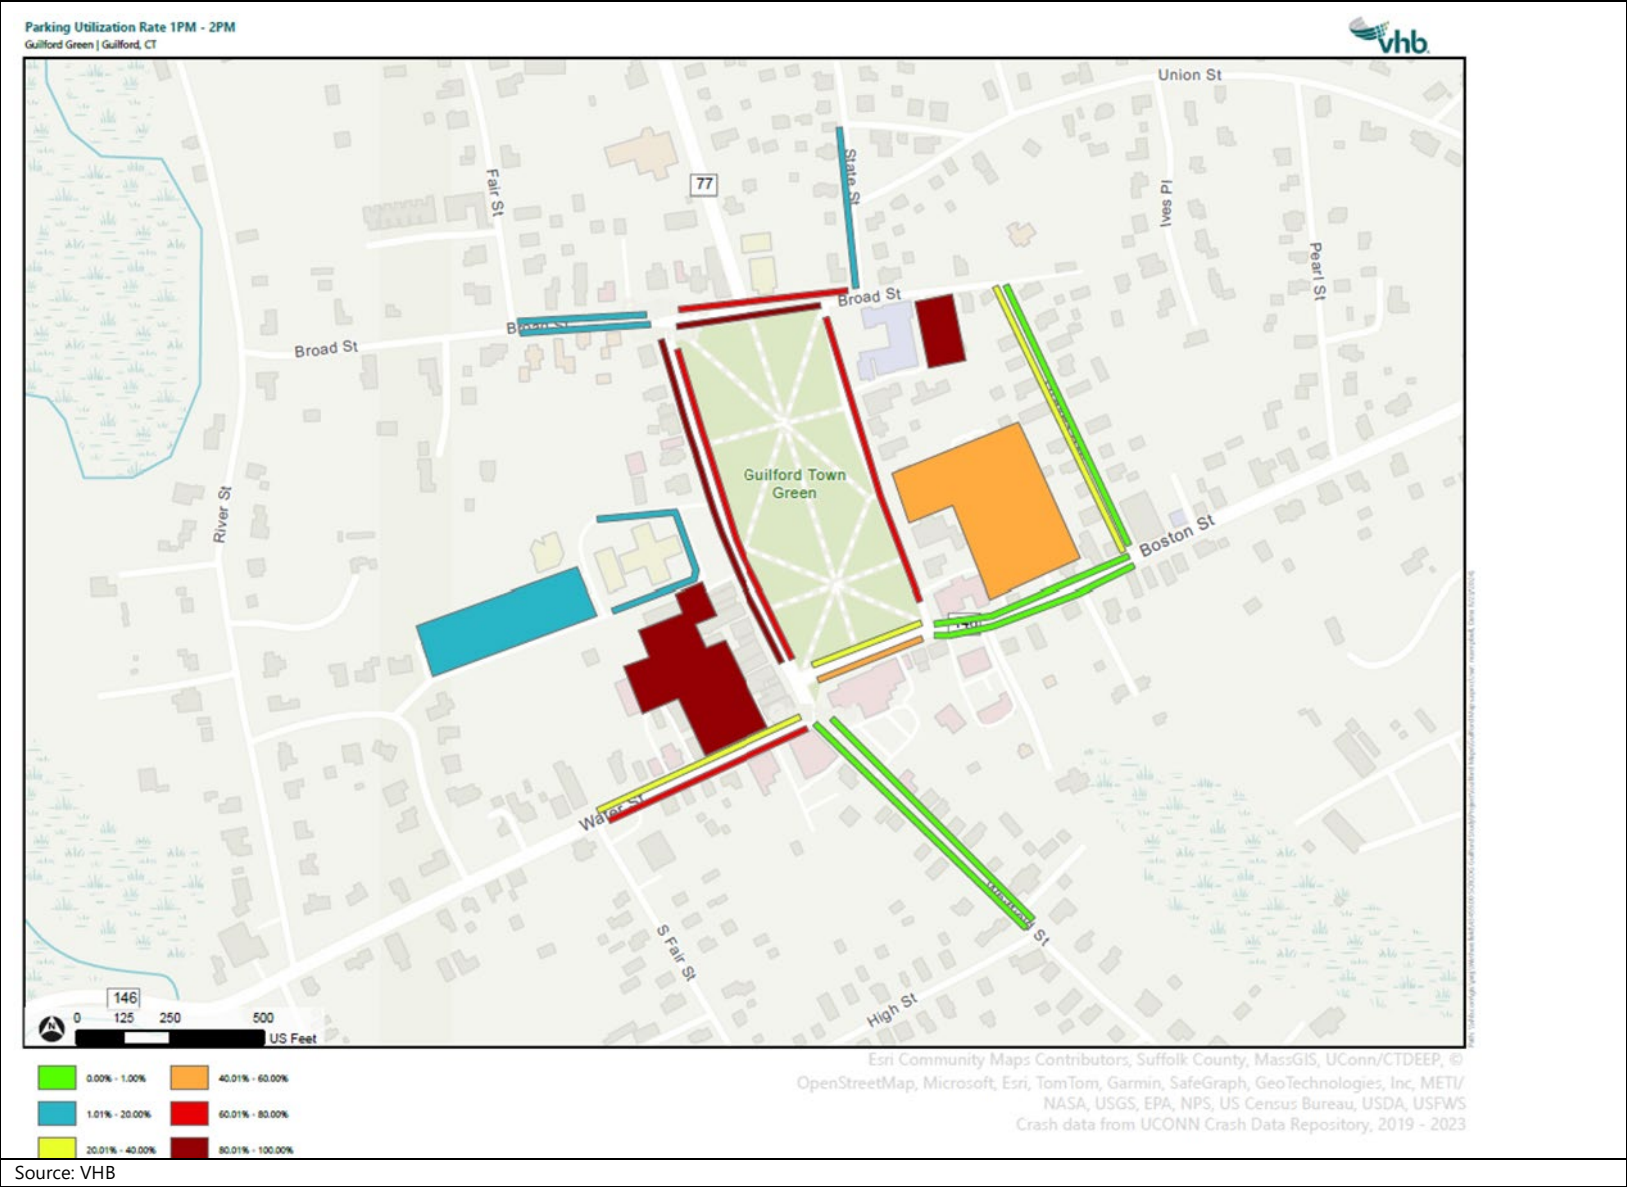 Parking Utilization Rate 1PM - 2PM
Guilford Green | Guilford, CT
vhb.
Union St
State St
Fair St
77
Ives Pl
Pearl St
Broad St
Broad St
Broad St
Guilford Town
Green
River St
Boston St
Water St
St
S Fair St
High St
146
0 125 250 500
US Feet
0.00% - 1.00%
40.01% - 60.00%
1.01% - 20.00%
60.01% - 80.00%
20.01% - 40.00%
80.01% - 100.00%
Esri Community Maps Contributors, Suffolk County, MassGIS, UConn/CTDEEP, ©
OpenStreetMap, Microsoft, Esri, TomTom, Garmin, SafeGraph, GeoTechnologies, Inc, METI/
NASA, USGS, EPA, NPS, US Census Bureau, USDA, USFWS
Crash data from UCONN Crash Data Repository, 2019 - 2023
Source: VHB